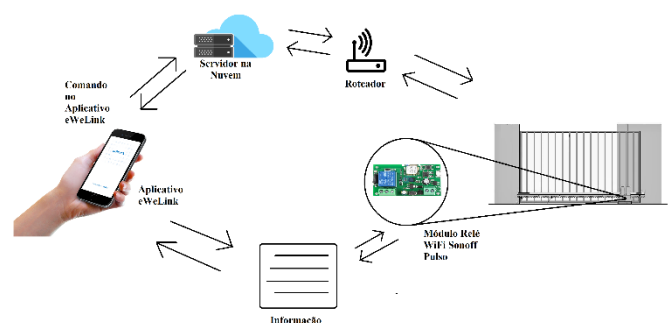 Servidor na
Nuvem
Roteador
Comando
no
Aplicativo
eWeLink
Aplicativo
eWeLink
Módulo Relé
WiFi Sonoff
Pulso
Informação